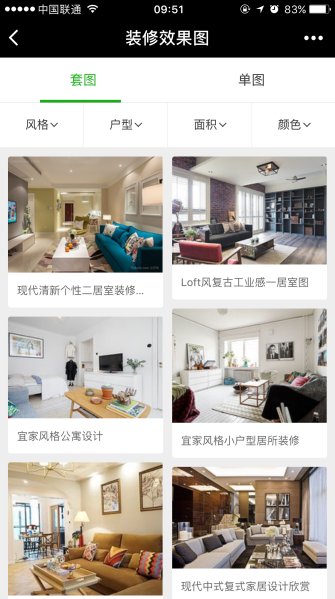 中国联通
09:51
83%
装修效果图
套图
单图
风格
户型
面积
颜色
现代清新个性二居室装修...
Loft风复古工业感一居室图
宜家风格公寓设计
宜家风格小户型居所装修
现代中式复式家居设计欣赏